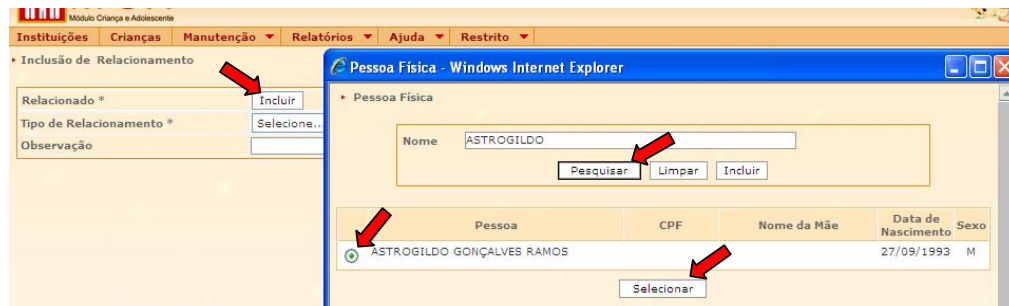 Módulo Criança e Adolescente
Instituições Crianças Manutenção Relatórios Ajuda Restrito
Inclusão de Relacionamento
Relacionado * Incluir
Tipo de Relacionamento * Selecione...
Observação
Pessoa Física - Windows Internet Explorer
Pessoa Física
Nome ASTROGILDO
Pesquisar Limpar Incluir
Pessoa CPF Nome da Mãe Data de Nascimento Sexo
ASTROGILDO GONÇALVES RAMOS 27/09/1993 M
Selecionar